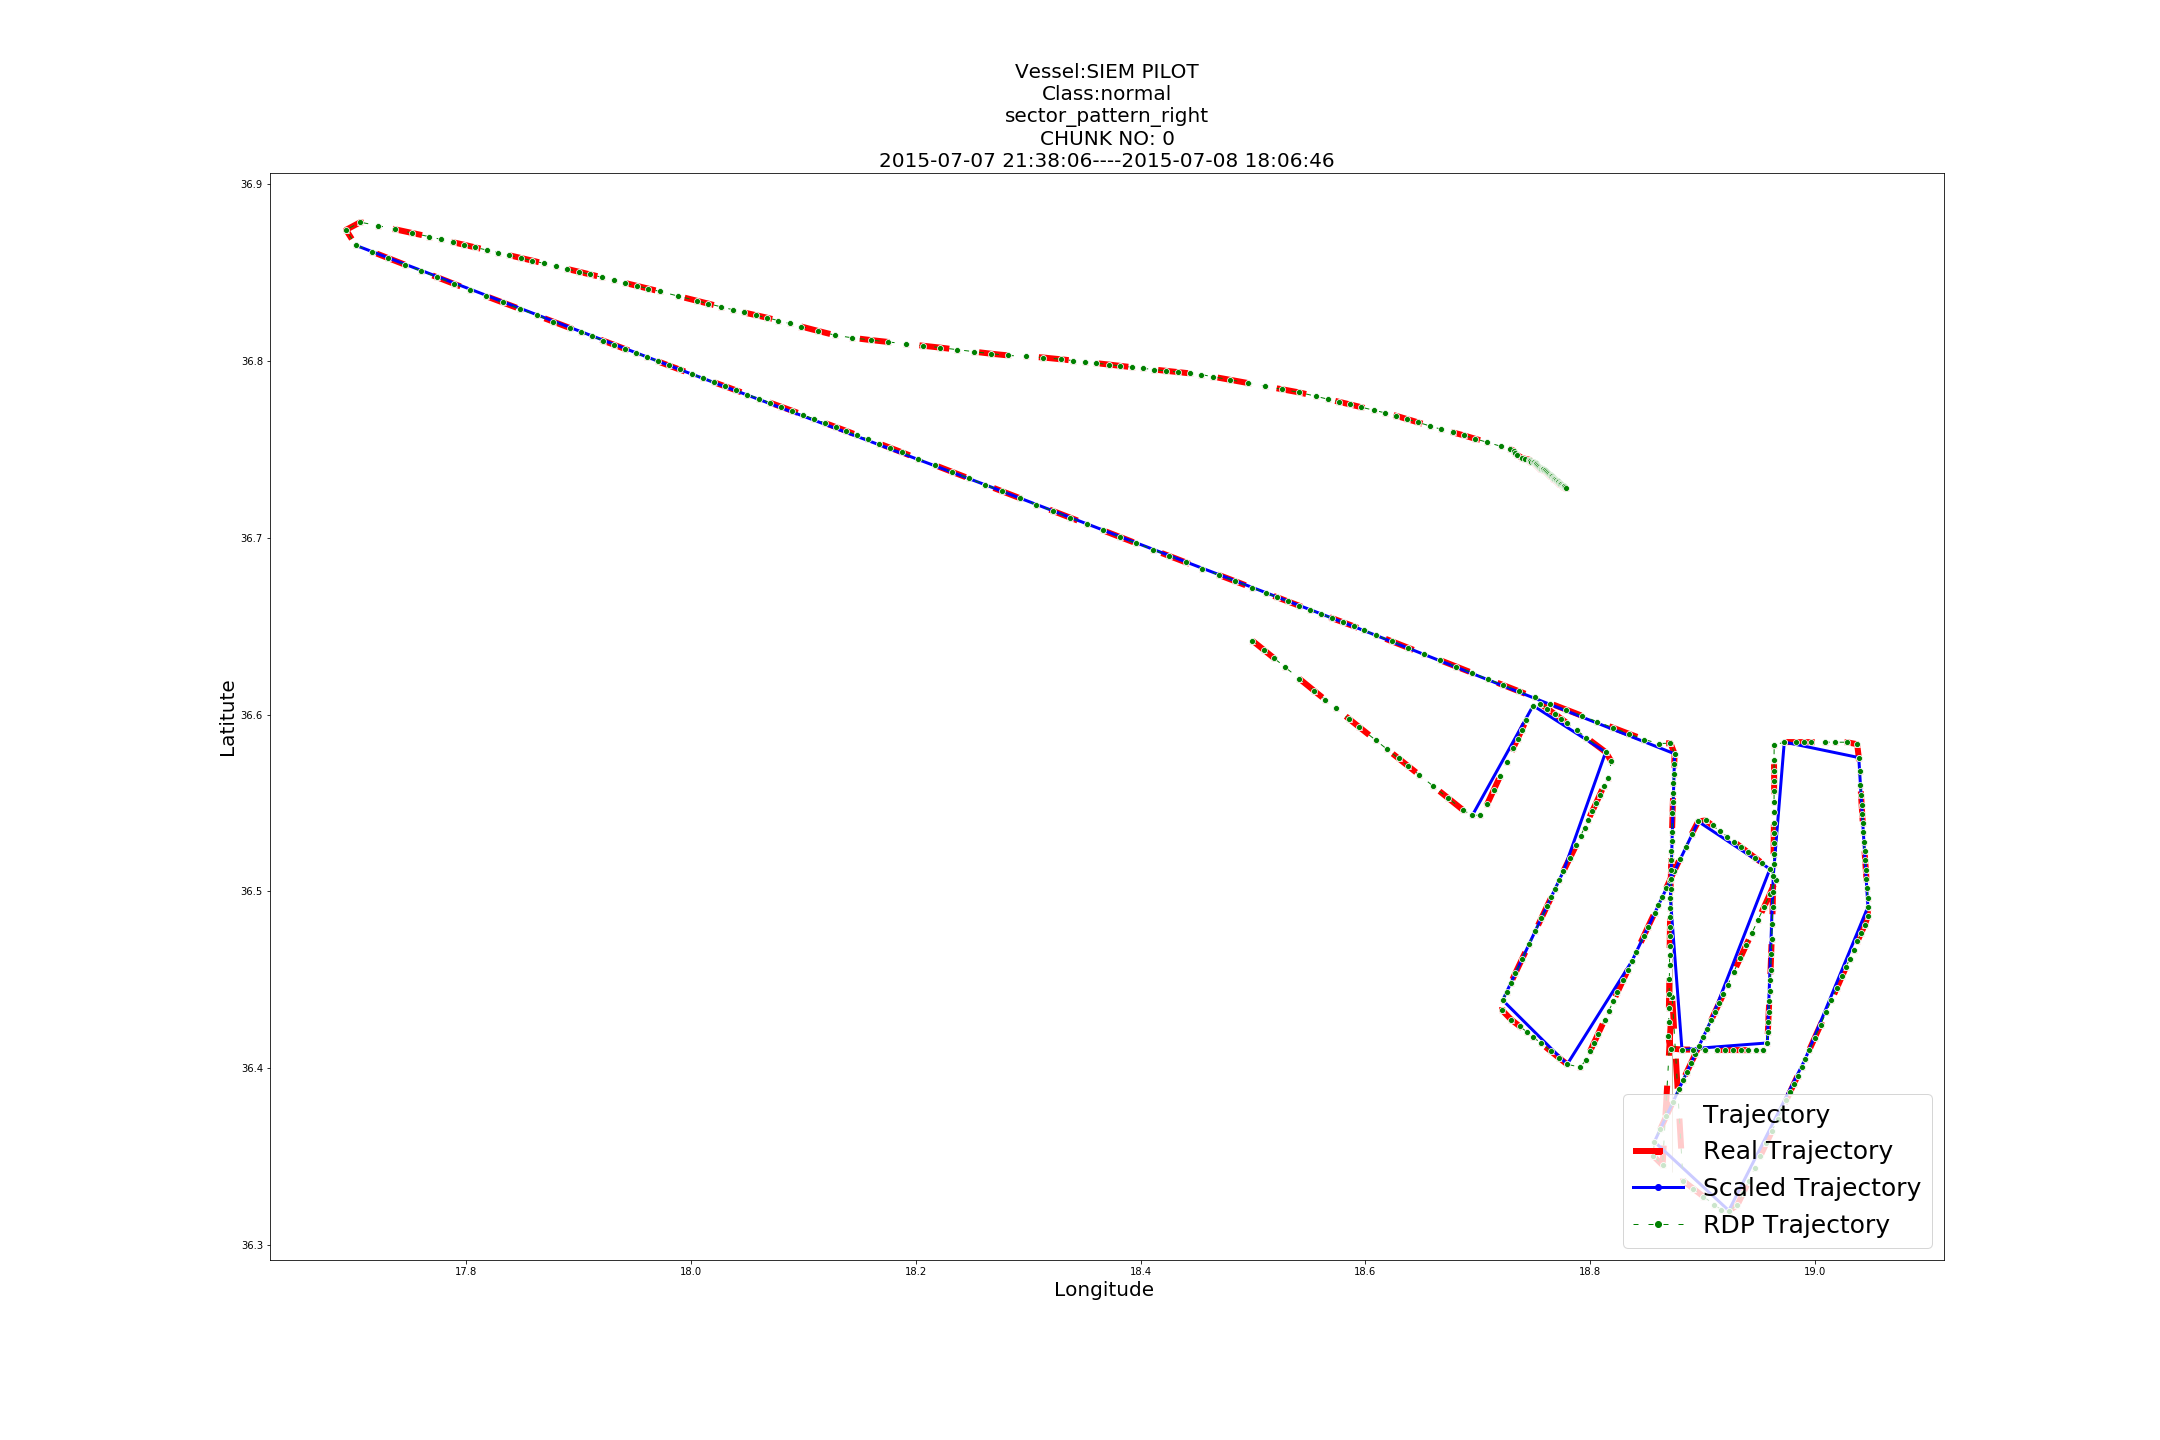 Vessel:SIEM PILOT
Class:normal
sector_pattern_right
CHUNK NO: 0
2015-07-07 21:38:06----2015-07-08 18:06:46
36.9
36.8
36.7
36.6
36.5
36.4
36.3
Latitute
17.8
18.0
18.2
18.4
18.6
18.8
19.0
Longitude
Trajectory
Real Trajectory
Scaled Trajectory
RDP Trajectory